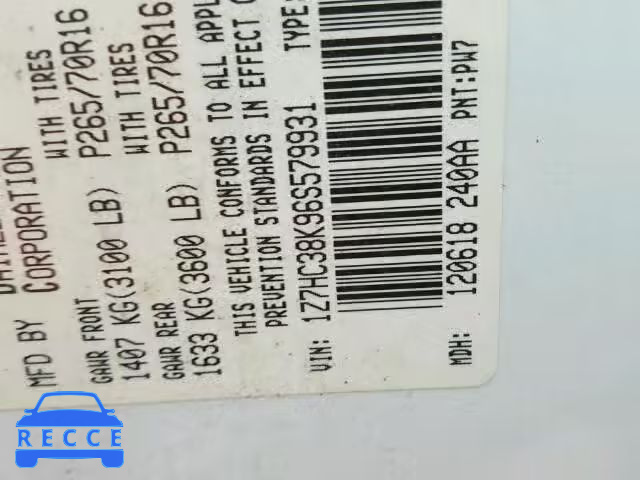 MFD BY
CORPORATION
GAWR FRONT WITH TIRES
1407 KG(3100 LB) P265/70R16
GAWR REAR WITH TIRES
1633 KG(3600 LB) P265/70R16
THIS VEHICLE CONFORMS TO ALL APPL
PREVENTION STANDARDS IN EFFECT
VIN: 1Z7HC38K96S579931 TYPE:
MDH: 120618 240AA PNT:PW7
RECCE